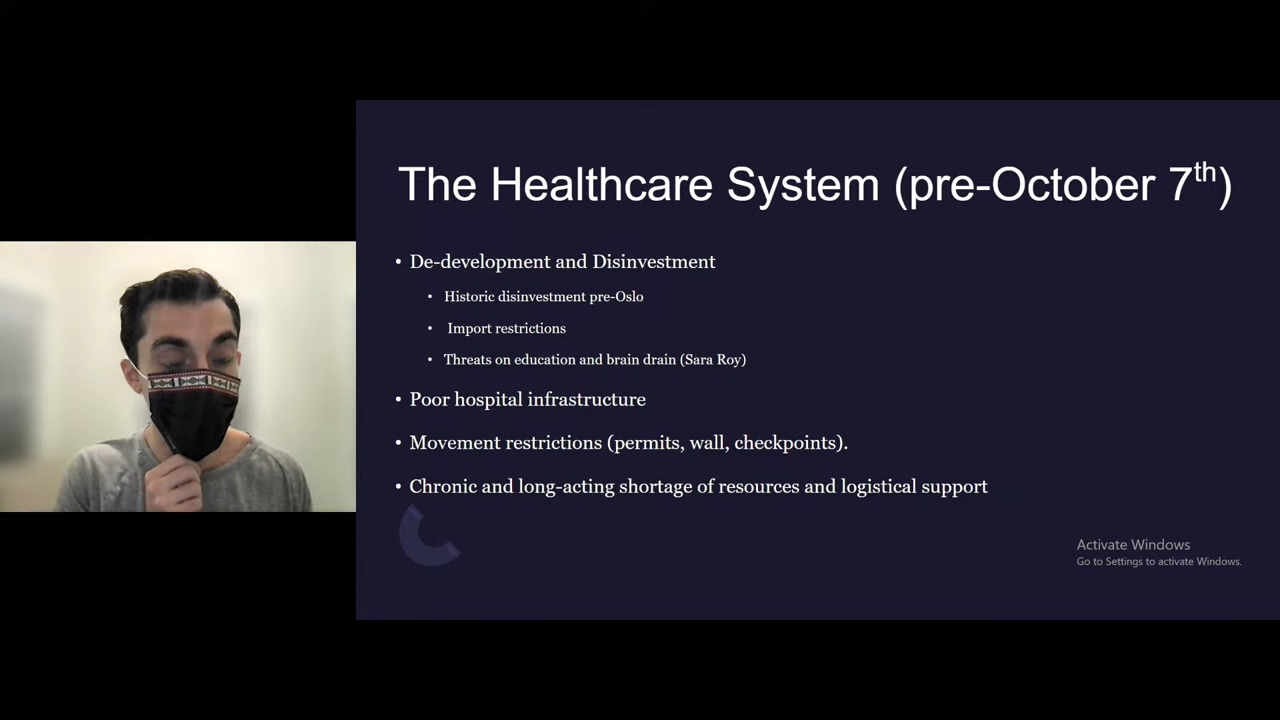 The Healthcare System (pre-October 7th)
• De-development and Disinvestment
• Historic disinvestment pre-Oslo
• Import restrictions
• Threats on education and brain drain (Sara Roy)
• Poor hospital infrastructure
• Movement restrictions (permits, wall, checkpoints).
• Chronic and long-acting shortage of resources and logistical support
Activate Windows
Go to Settings to activate Windows.